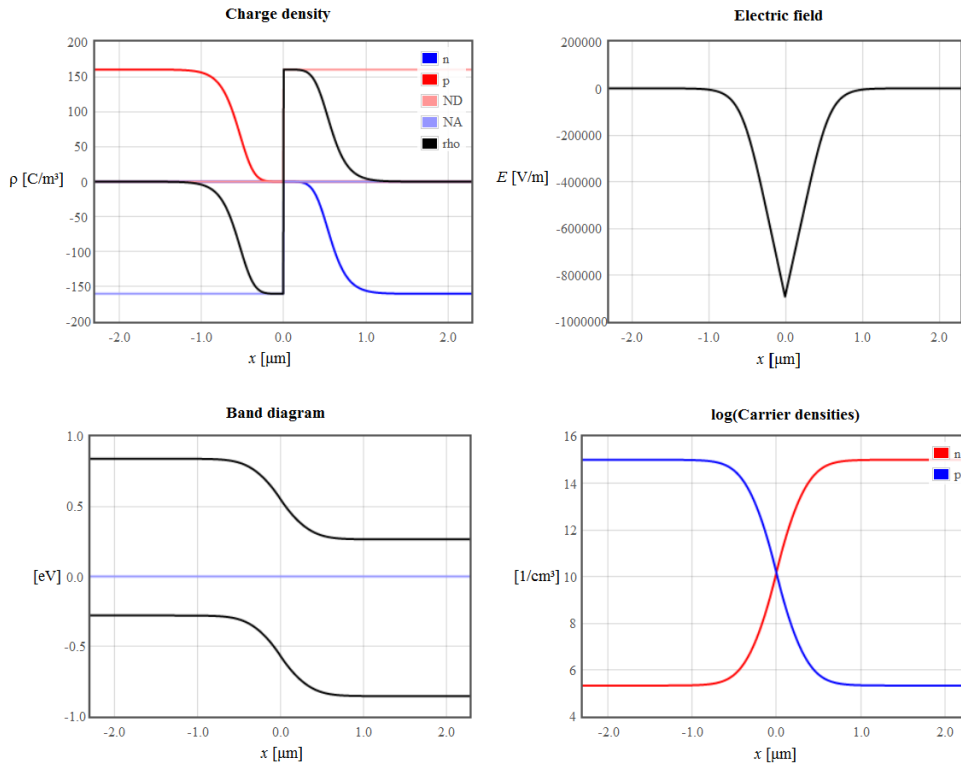 Charge density
200
150
100
50
0
-50
-100
-150
-200
ρ [C/m³]
n
p
ND
NA
rho
-2.0 -1.0 0.0 1.0 2.0
x [μm]
Electric field
200000
0
-200000
-400000
-600000
-800000
-1000000
E [V/m]
-2.0 -1.0 0.0 1.0 2.0
x [μm]
Band diagram
1.0
0.5
0.0
-0.5
-1.0
[eV]
-2.0 -1.0 0.0 1.0 2.0
x [μm]
log(Carrier densities)
16
14
12
10
8
6
4
[1/cm³]
n
p
-2.0 -1.0 0.0 1.0 2.0
x [μm]